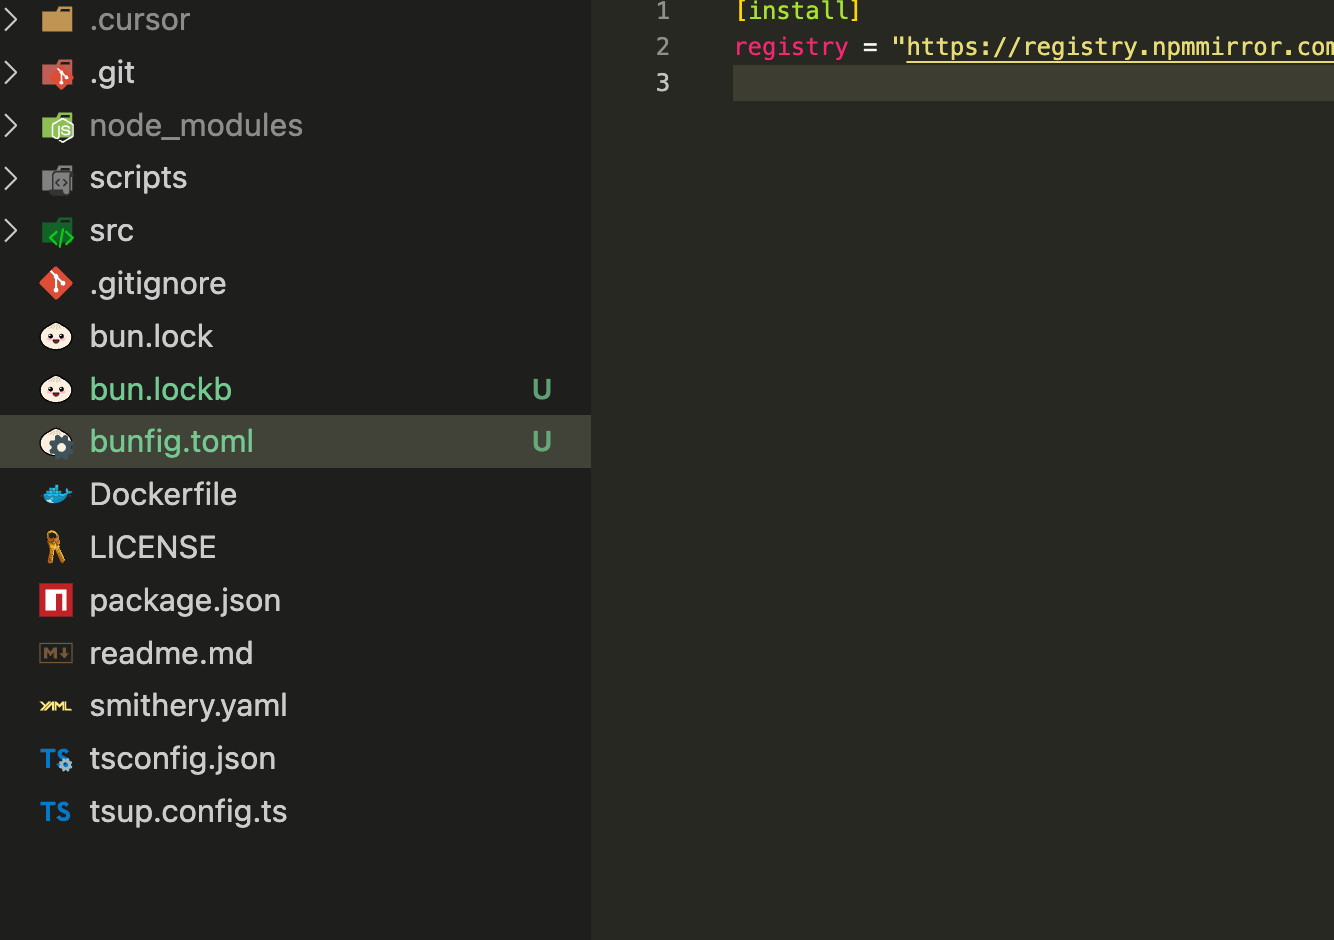 .cursor
.git
node_modules
scripts
src
.gitignore
bun.lock
bun.lockb U
bunfig.toml U
Dockerfile
LICENSE
package.json
readme.md
smithery.yaml
tsconfig.json
tsup.config.ts
1 [install]
2 registry = "https://registry.npmmirror.com
3